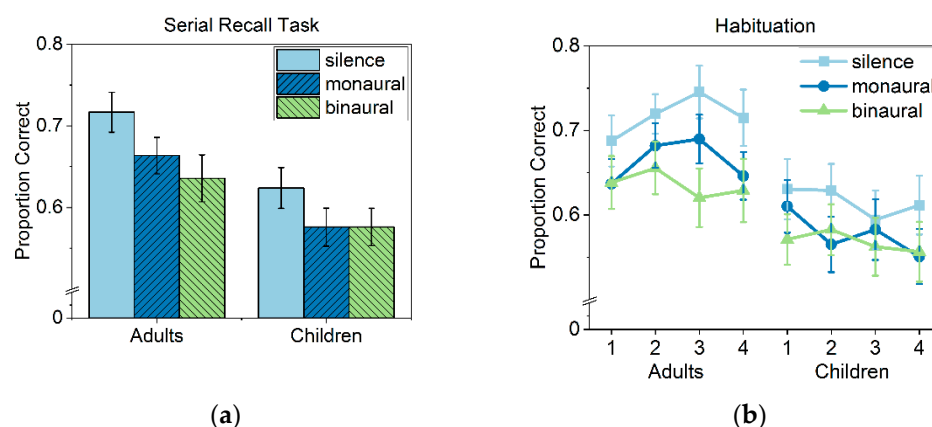 Serial Recall Task
0.8
0.7
0.6
0
Proportion Correct
silence
monaural
binaural
Adults Children
(a)
Habituation
0.8
0.7
0.6
0
Proportion Correct
silence
monaural
binaural
1 2 3 4 1 2 3 4
Adults Children
(b)